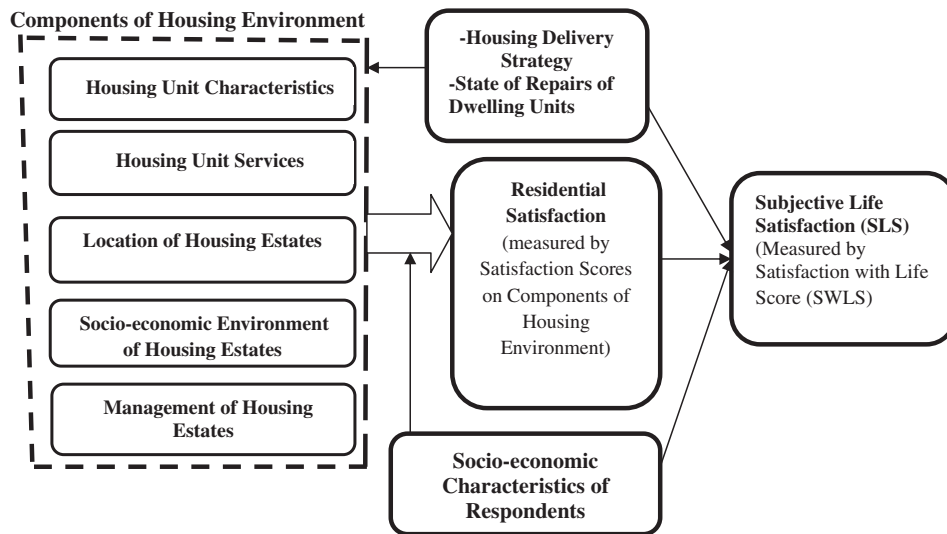 Components of Housing Environment
Housing Unit Characteristics
Housing Unit Services
Location of Housing Estates
Socio-economic Environment
of Housing Estates
Management of Housing
Estates
-Housing Delivery
Strategy
-State of Repairs of
Dwelling Units
Residential
Satisfaction
(measured by
Satisfaction Scores
on Components of
Housing
Environment)
Socio-economic
Characteristics of
Respondents
Subjective Life
Satisfaction (SLS)
(Measured by
Satisfaction with Life
Score (SWLS)